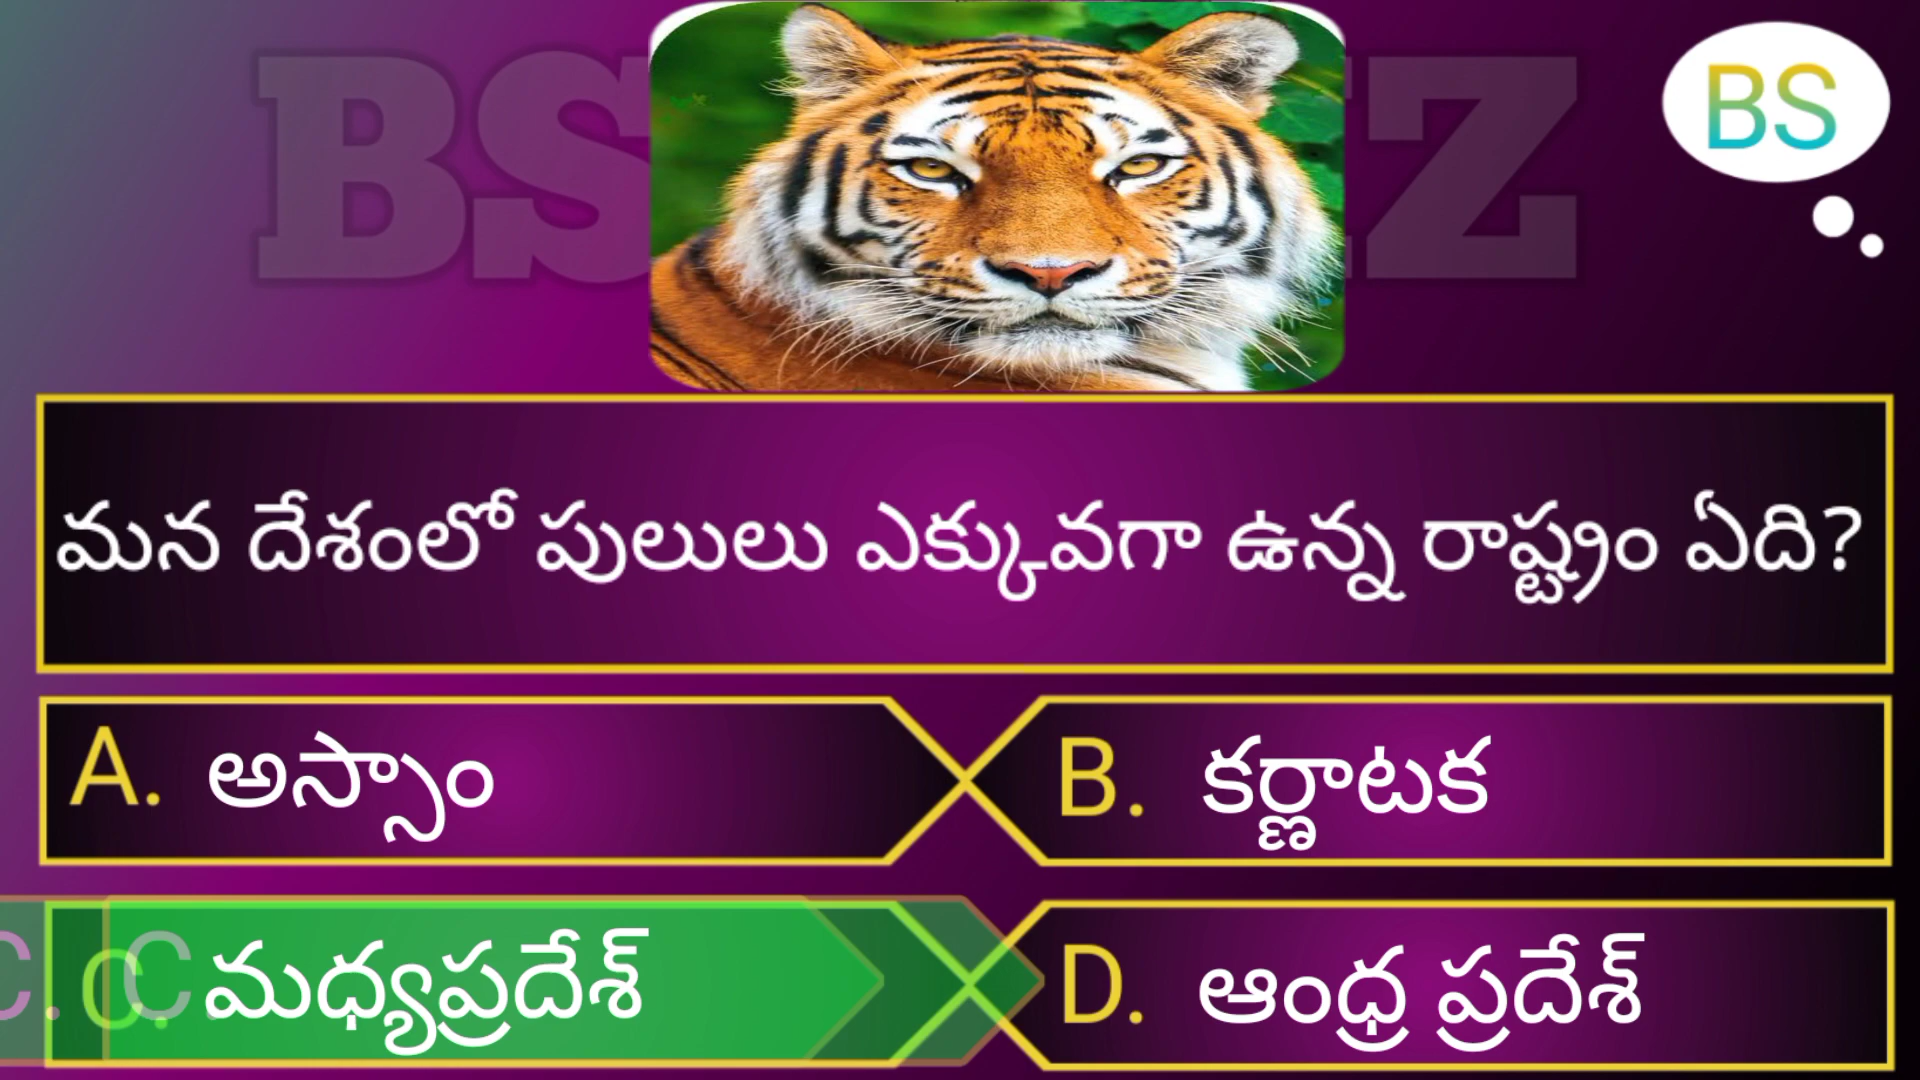 BS
మన దేశంలో పులులు ఎక్కువగా ఉన్న రాష్ట్రం ఏది?
A. అస్సాం
B. కర్ణాటక
C. మధ్యప్రదేశ్
D. ఆంధ్ర ప్రదేశ్